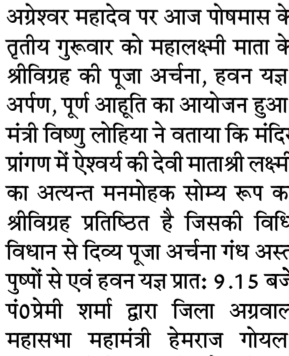 अग्रेश्वर महादेव पर आज पोषमास के
तृतीय गुरूवार को महालक्ष्मी माता के
श्रीविग्रह की पूजा अर्चना, हवन यज्ञ
अर्पण, पूर्ण आहूति का आयोजन हुआ
मंत्री विष्णु लोहिया ने वताया कि मंदिर
प्रांगण में ऐश्वर्य की देवी माताश्री लक्ष्मी
का अत्यन्त मनमोहक सोम्य रूप का
श्रीविग्रह प्रतिष्ठित है जिसकी विधि
विधान से दिव्य पूजा अर्चना गंध अस्त
पुष्पों से एवं हवन यज्ञ प्रात: 9.15 बजे
पं0प्रेमी शर्मा द्वारा जिला अग्रवाल
महासभा महामंत्री हेमराज गोयल